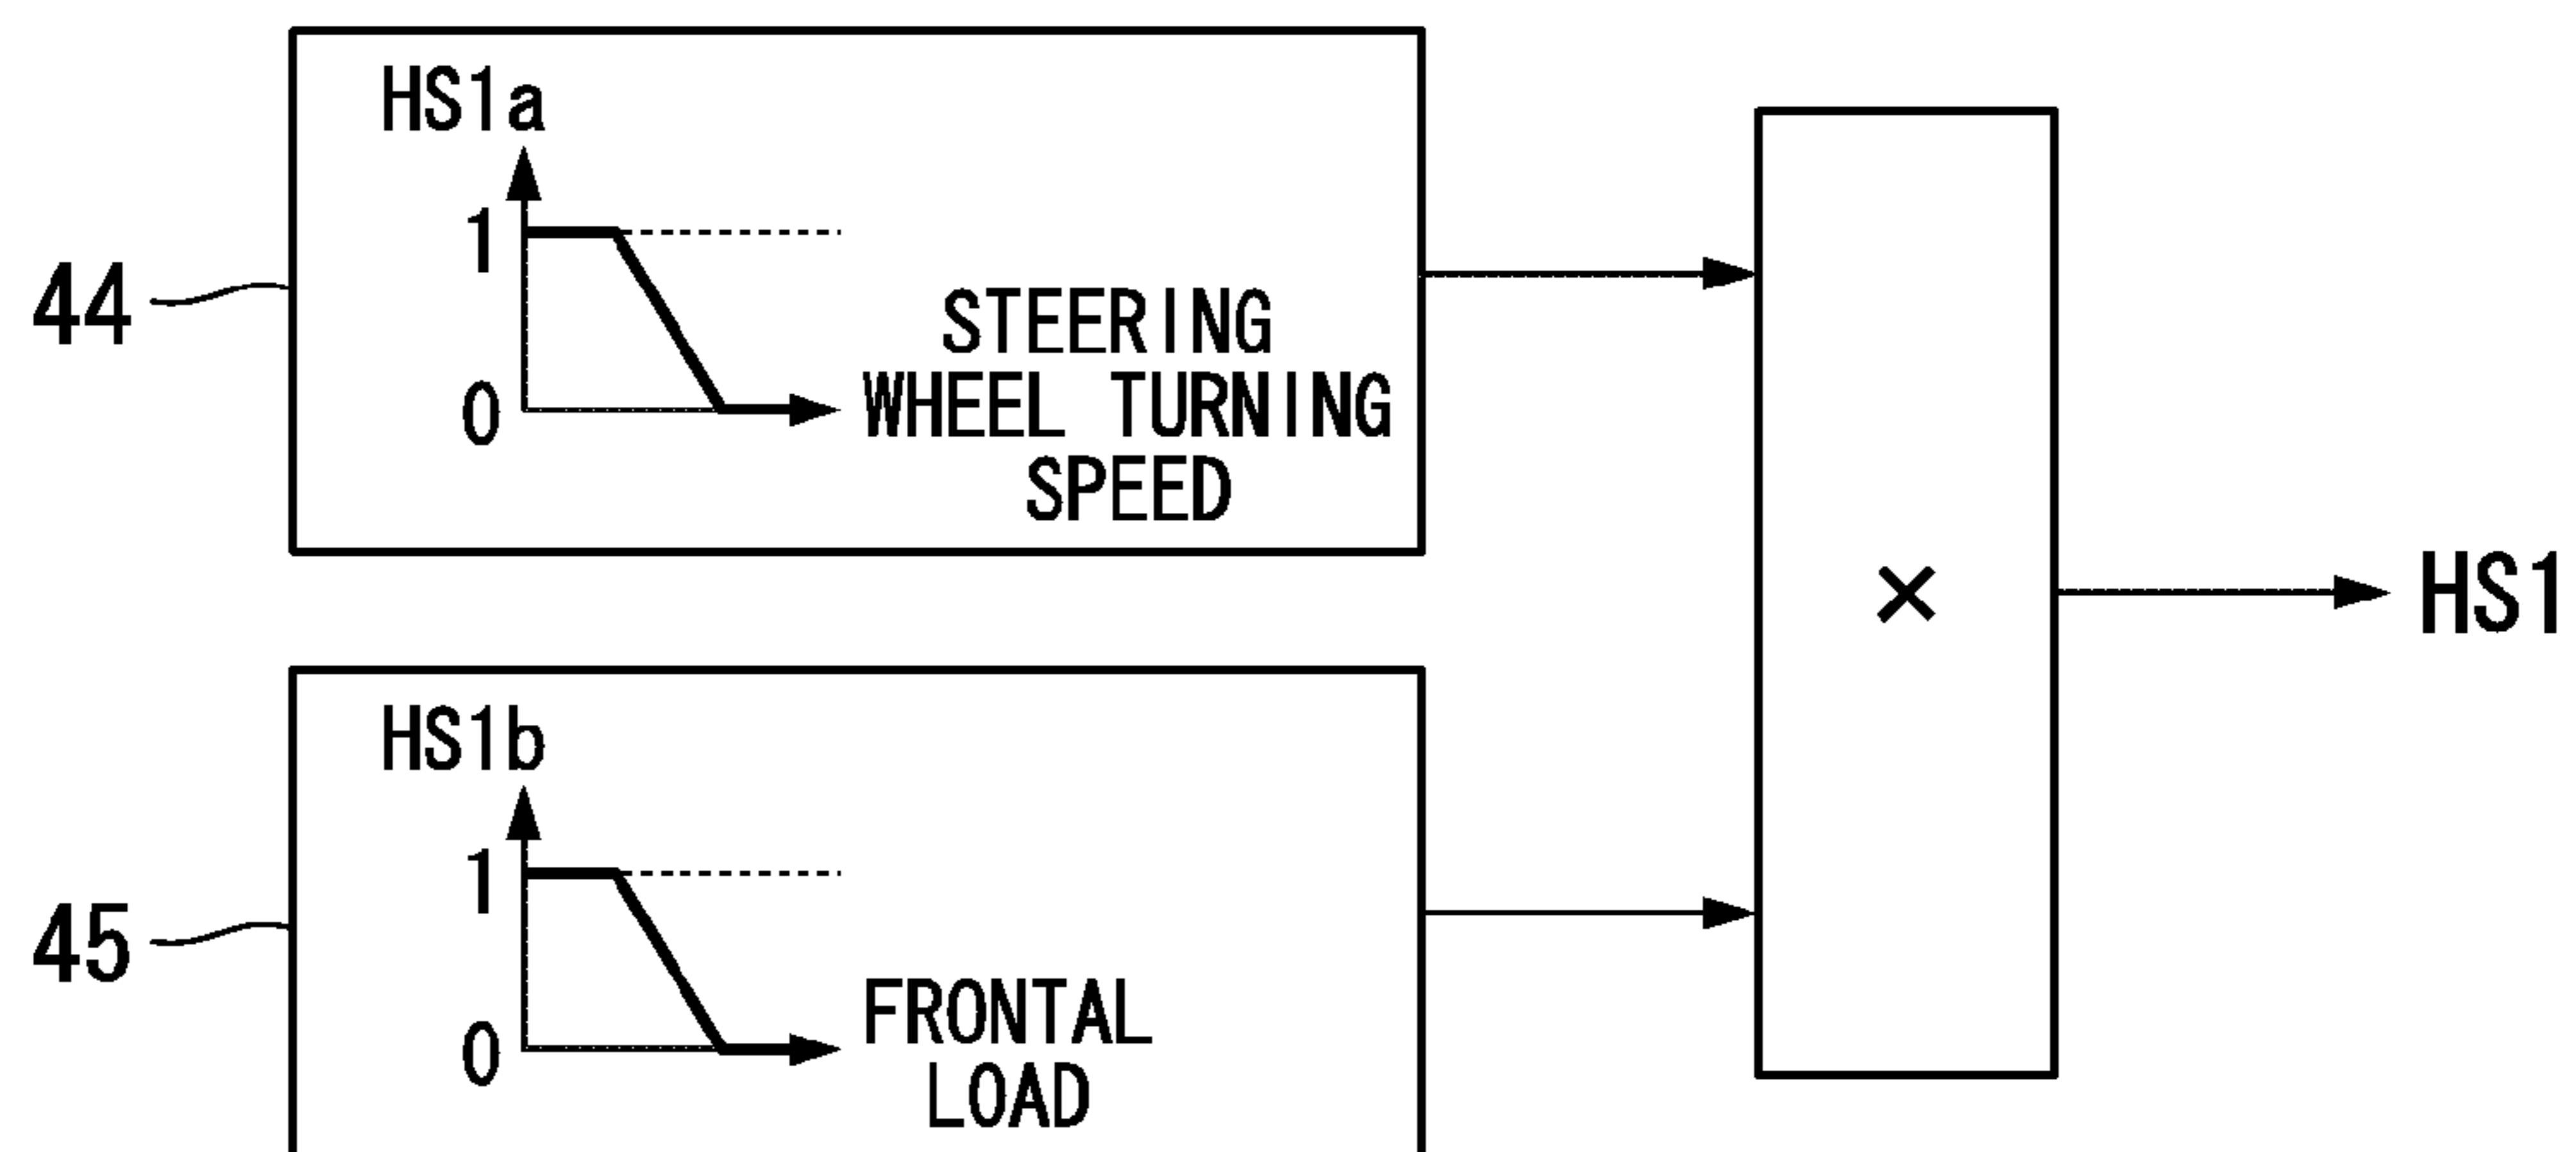 HS1a
1
0
STEERING
WHEEL TURNING
SPEED
44
×
HS1
HS1b
1
0
FRONTAL
LOAD
45